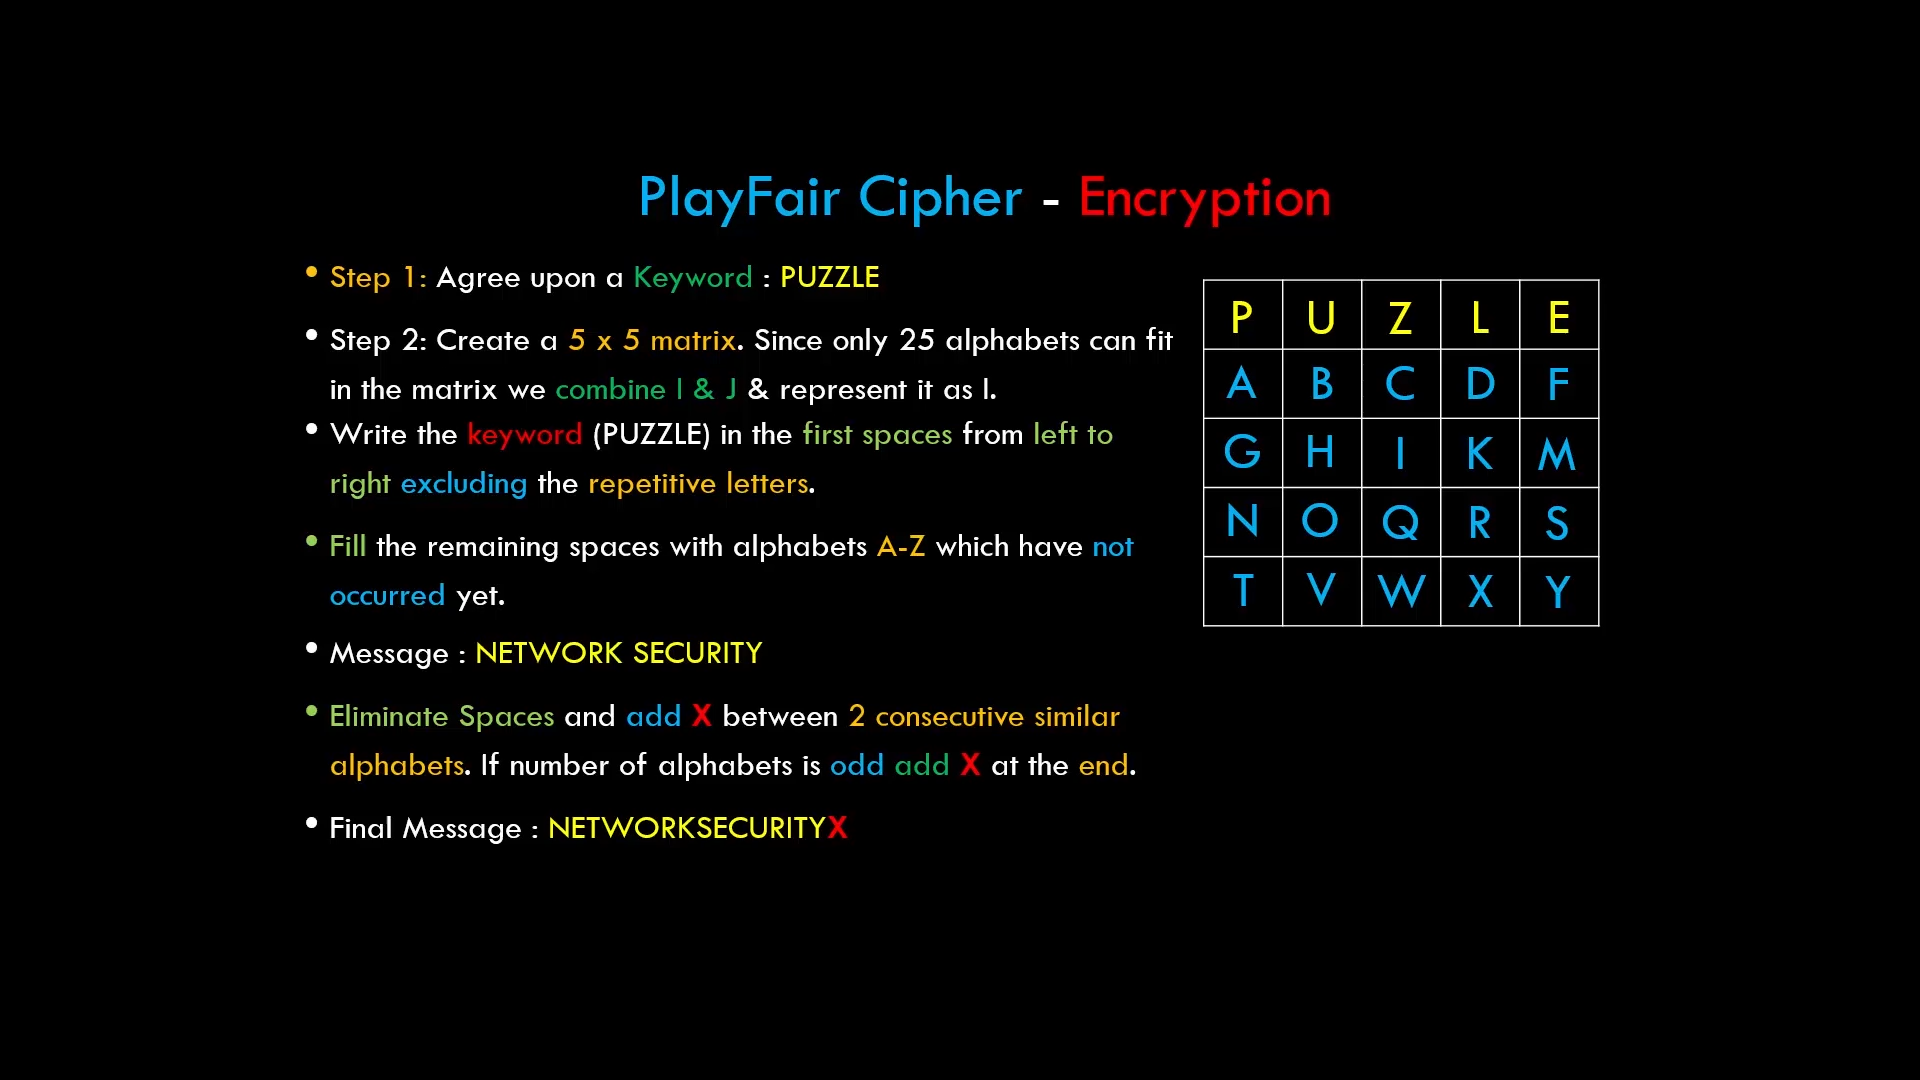 PlayFair Cipher - Encryption
• Step 1: Agree upon a Keyword : PUZZLE
• Step 2: Create a 5 x 5 matrix. Since only 25 alphabets can fit
in the matrix we combine I & J & represent it as I.
• Write the keyword (PUZZLE) in the first spaces from left to
right excluding the repetitive letters.
• Fill the remaining spaces with alphabets A-Z which have not
occurred yet.
• Message : NETWORK SECURITY
• Eliminate Spaces and add X between 2 consecutive similar
alphabets. If number of alphabets is odd add X at the end.
• Final Message : NETWORKSECURITYX
P U Z L E
A B C D F
G H I K M
N O Q R S
T V W X Y